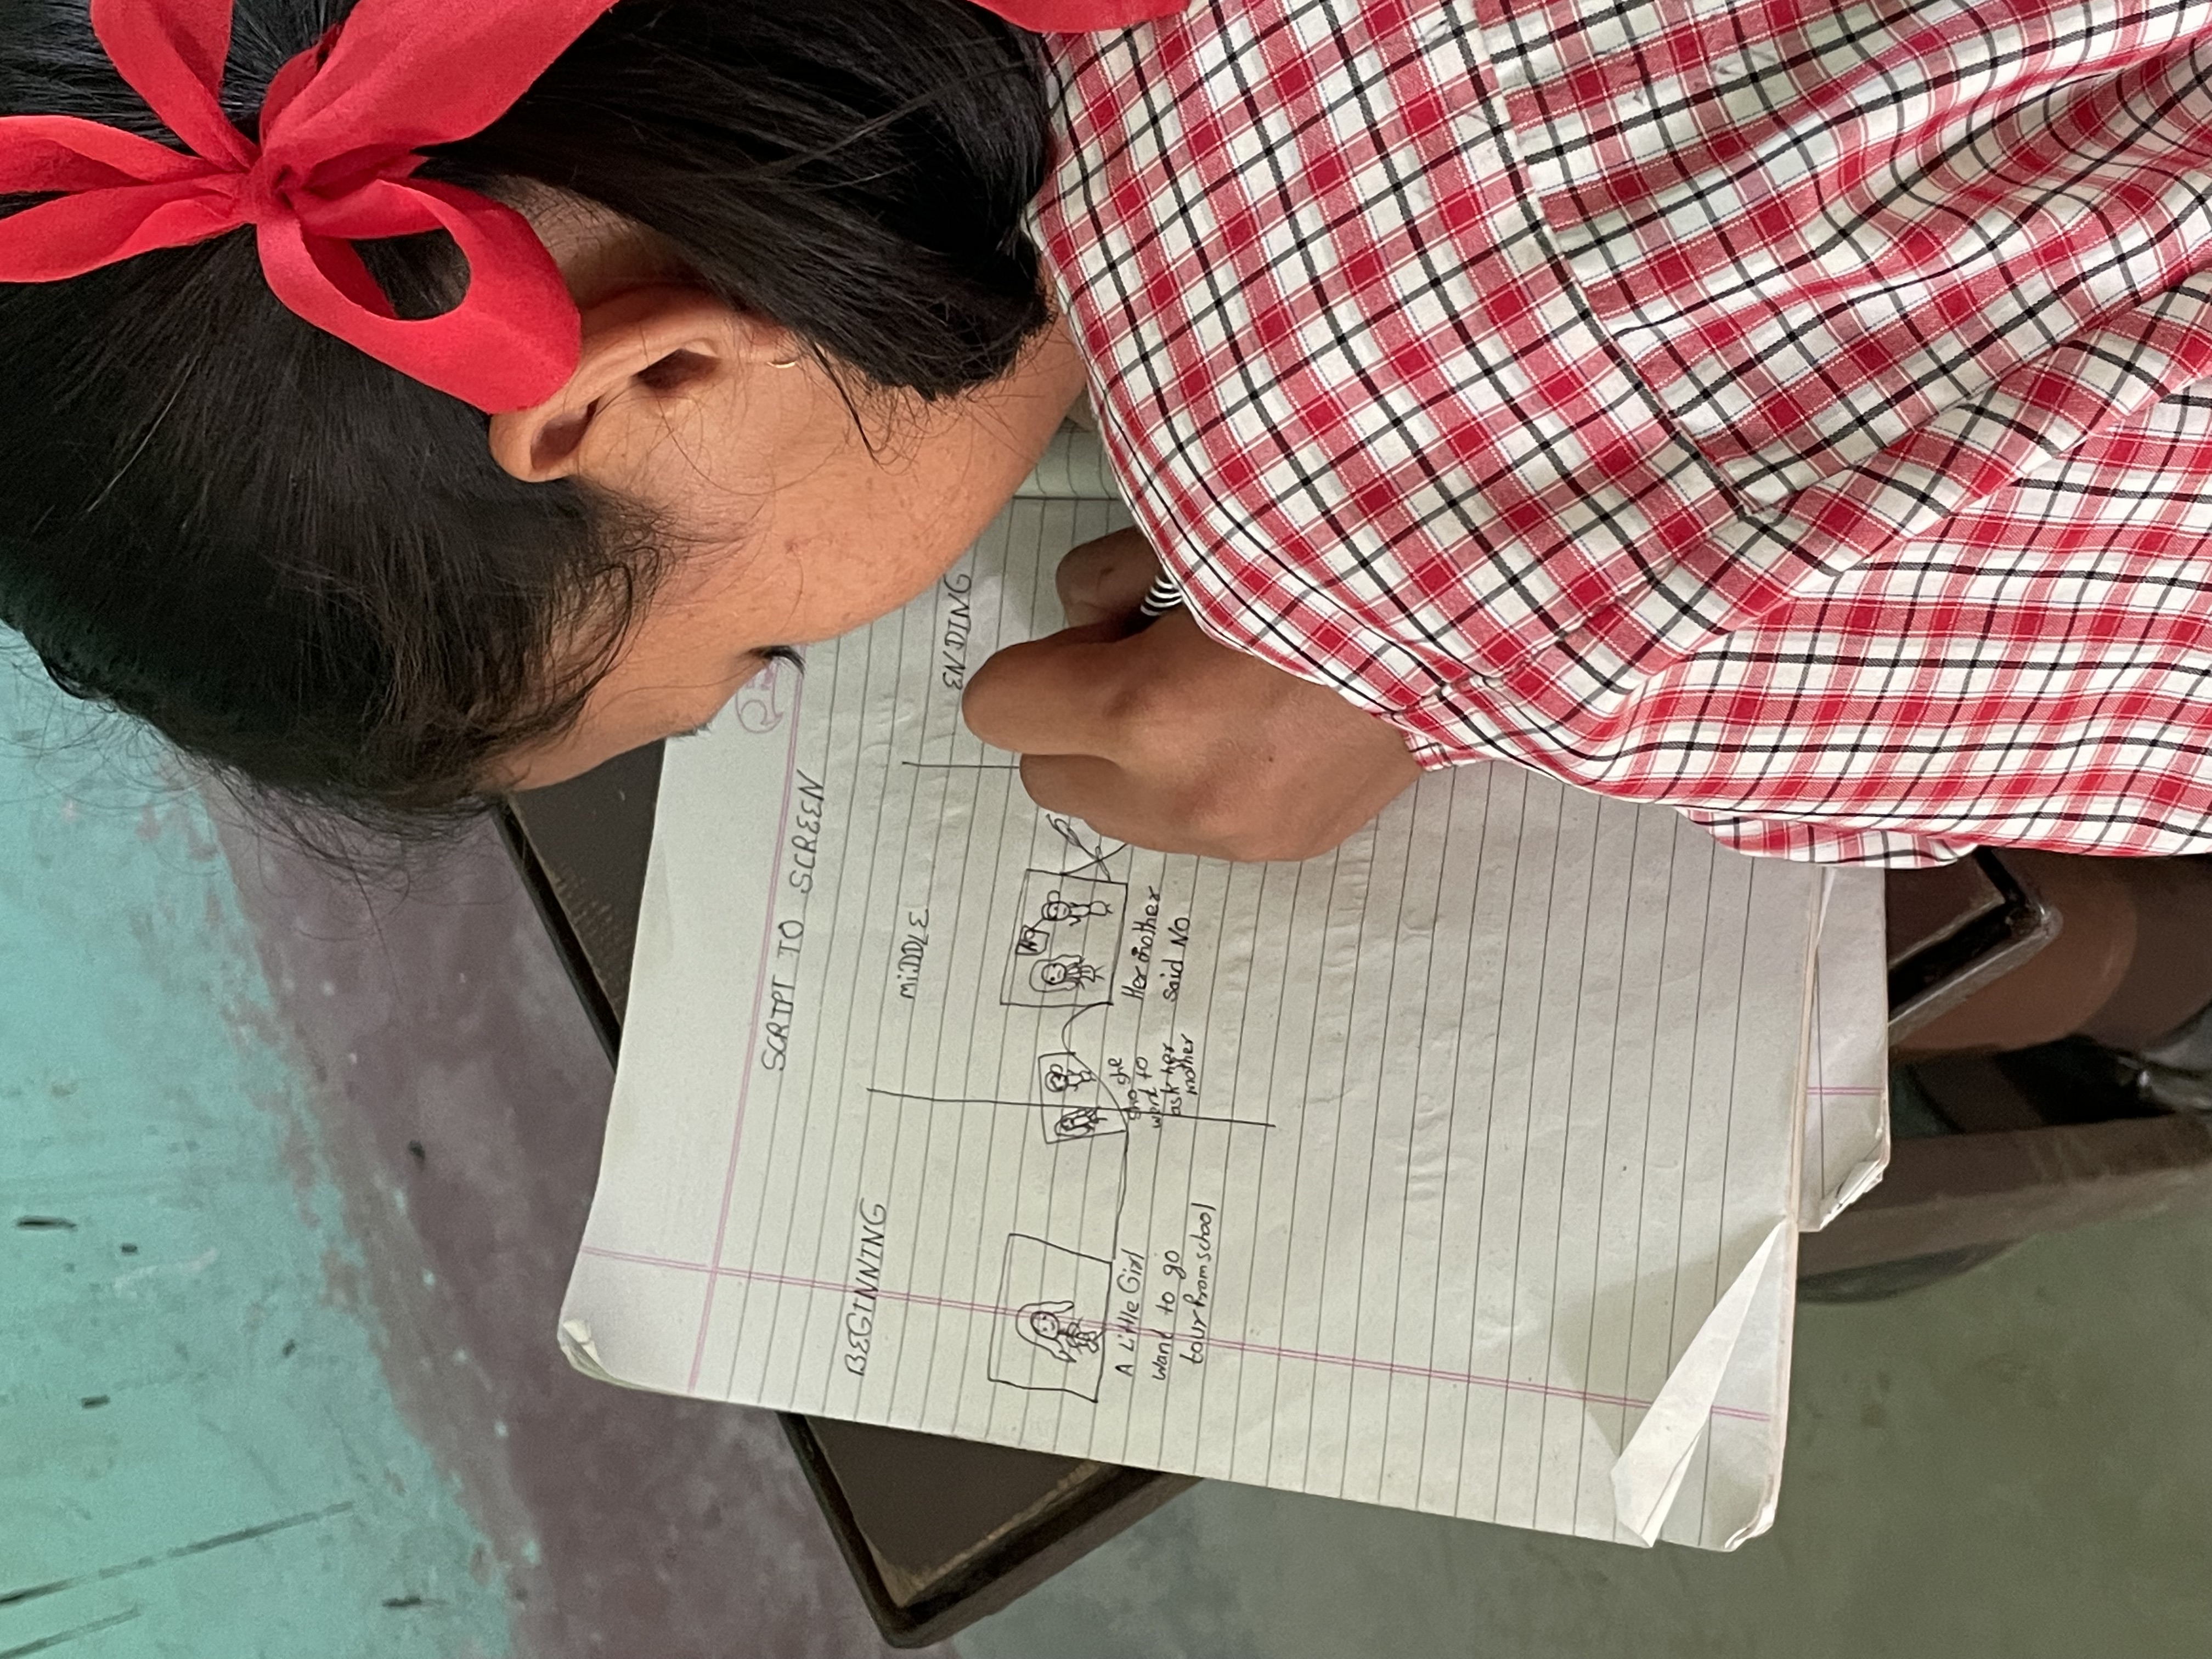 SCRIPT TO SCREEN
BEGINNING
MIDDLE
ENDING
A Little Girl
want to go
tour from school
she
went to
ask her
mother
NO
Her mother
said NO